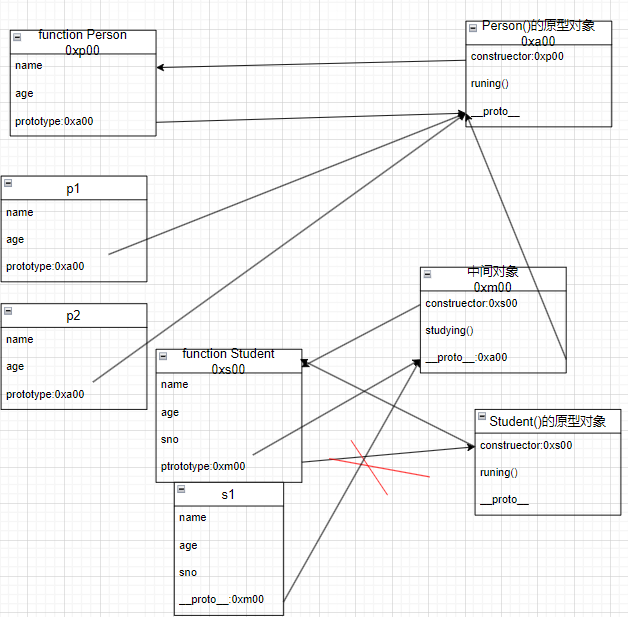 function Person
0xp00
name
age
prototype:0xa00
Person()的原型对象
0xa00
construector:0xp00
runing()
__proto__
p1
name
age
prototype:0xa00
p2
name
age
prototype:0xa00
中间对象
0xm00
construector:0xs00
studying()
__proto__:0xa00
function Student
0xs00
name
age
sno
ptrototype:0xm00
Student()的原型对象
construector:0xs00
runing()
__proto__
s1
name
age
sno
__proto__:0xm00